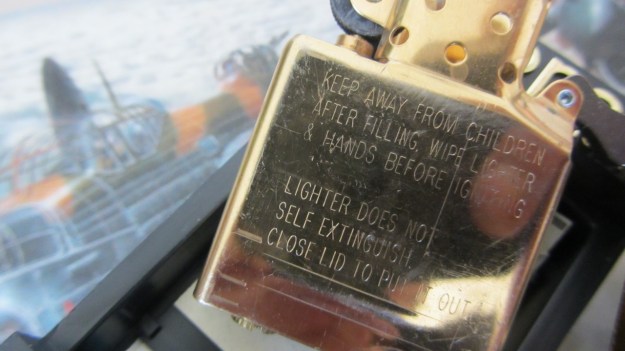 KEEP AWAY FROM CHILDREN
AFTER FILLING, WIPE LIGHTER
& HANDS BEFORE IGNITING
LIGHTER DOES NOT
SELF EXTINGUISH
CLOSE LID TO PUT IT OUT